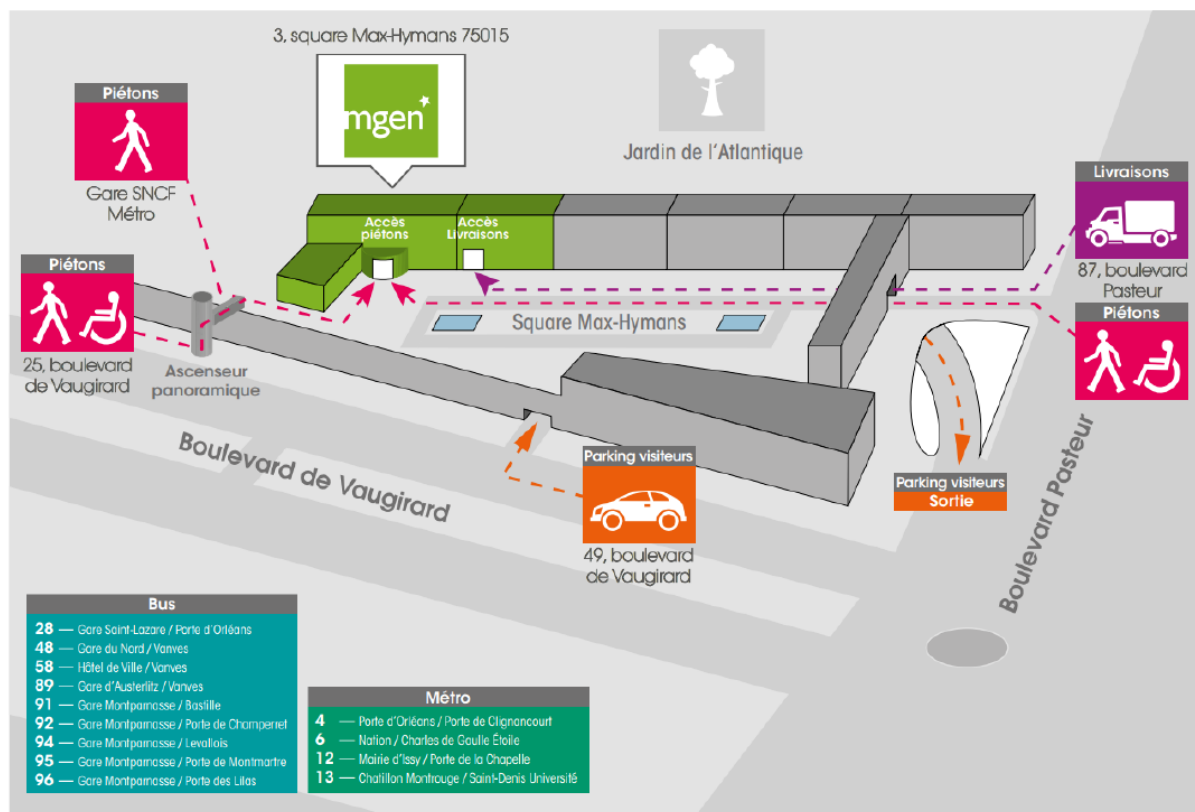 3, square Max-Hymans 75015
mgen
Jardin de l'Atlantique
Piétons
Gare SNCF
Métro
Piétons
25, boulevard
de Vaugirard
Ascenseur
panoramique
Accès
piétons
Accès
Livraisons
Square Max-Hymans
Livraisons
87, boulevard
Pasteur
Piétons
Parking visiteurs
Sortie
Parking visiteurs
49, boulevard
de Vaugirard
Boulevard de Vaugirard
Boulevard Pasteur
Bus
28 — Gare Saint-Lazare / Porte d'Orléans
48 — Gare du Nord / Vanves
58 — Hôtel de Ville / Vanves
89 — Gare d'Austerlitz / Vanves
91 — Gare Montparnasse / Bastille
92 — Gare Montparnasse / Porte de Champerret
94 — Gare Montparnasse / Levallois
95 — Gare Montparnasse / Porte de Montmartre
96 — Gare Montparnasse / Porte des Lilas
Métro
4 — Porte d'Orléans / Porte de Clignancourt
6 — Nation / Charles de Gaulle Étoile
12 — Mairie d'Issy / Porte de la Chapelle
13 — Chatillon Montrouge / Saint-Denis Université